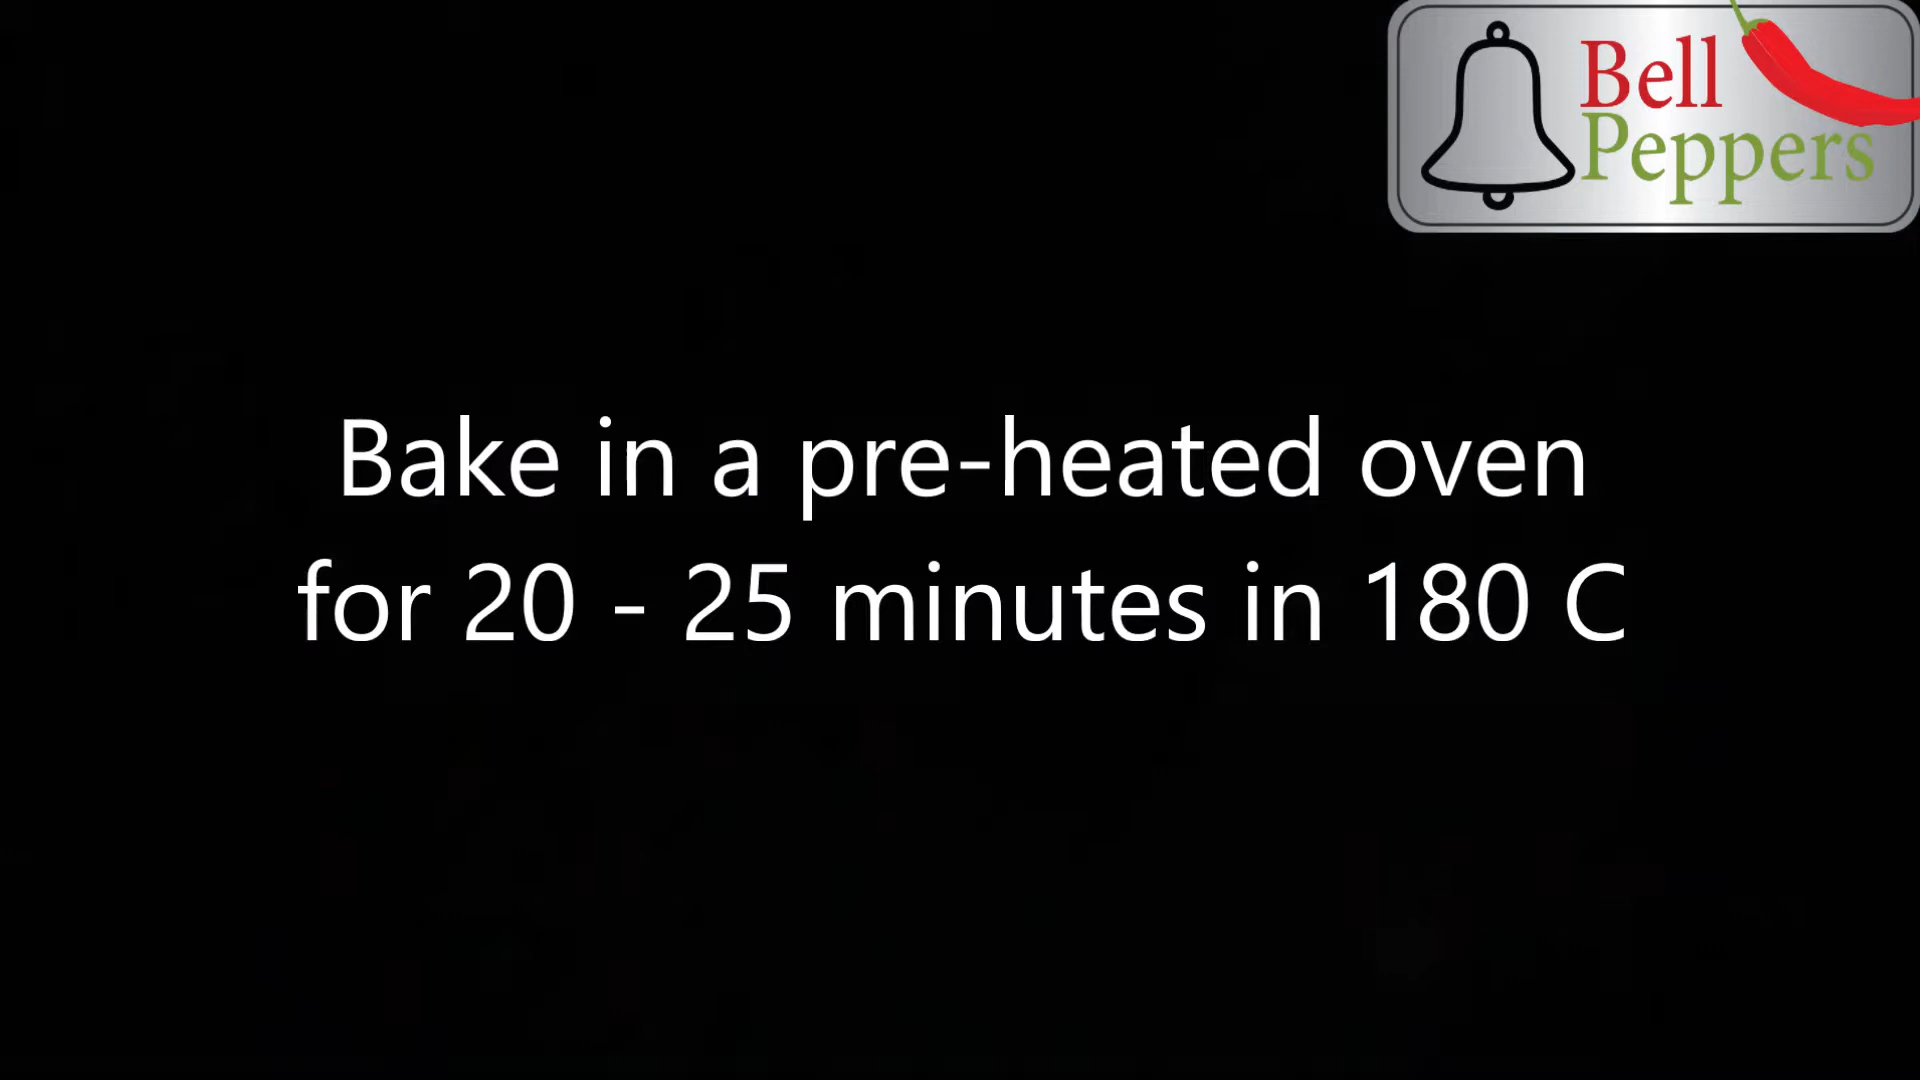 Bell
Peppers
Bake in a pre-heated oven
for 20 - 25 minutes in 180 C